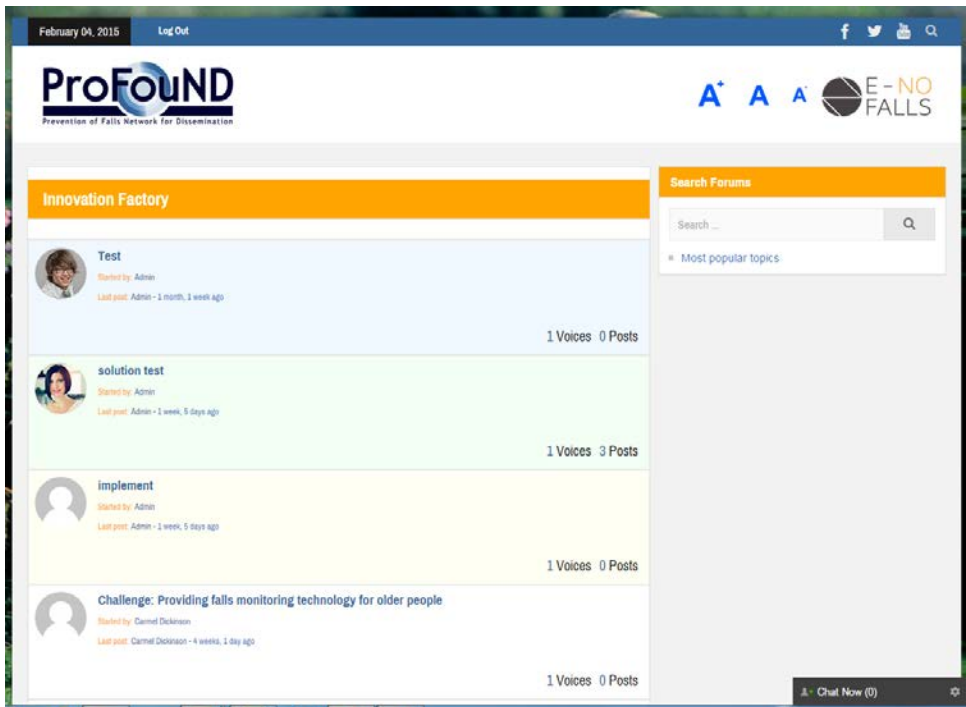 February 04, 2015 Log Out
ProFouND
Prevention of Falls Network for Dissemination
A+ A A-
E-NO
FALLS
Innovation Factory
Test
Started by: Admin
Last post: Admin - 1 month, 1 week ago
1 Voices 0 Posts
solution test
Started by: Admin
Last post: Admin - 1 week, 5 days ago
1 Voices 3 Posts
implement
Started by: Admin
Last post: Admin - 1 week, 5 days ago
1 Voices 0 Posts
Challenge: Providing falls monitoring technology for older people
Started by: Carmel Dickinson
Last post: Carmel Dickinson - 4 weeks, 1 day ago
1 Voices 0 Posts
Search Forums
Search ...
Most popular topics
Chat Now (0)